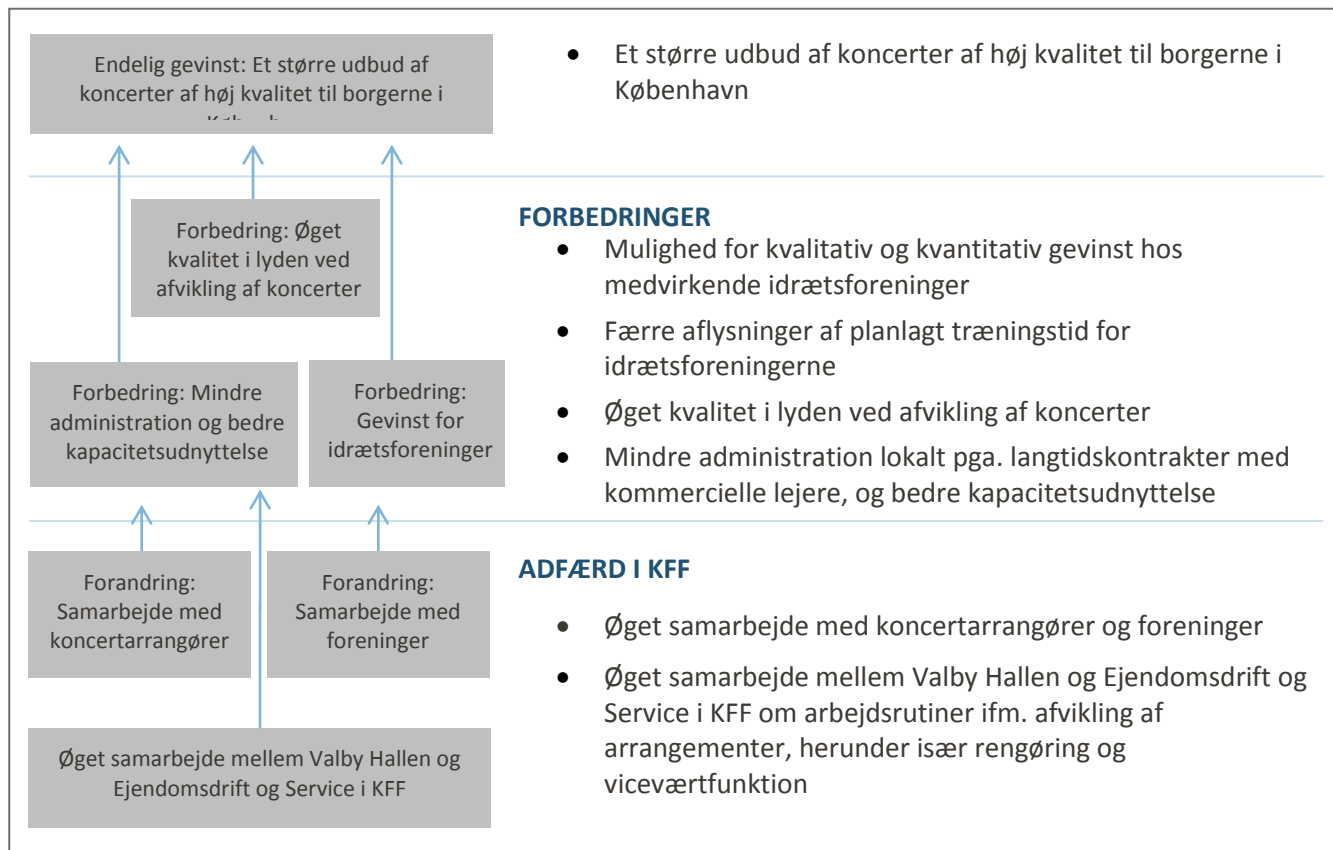 Endelig gevinst: Et større udbud af
koncerter af høj kvalitet til borgerne i
• Et større udbud af koncerter af høj kvalitet til borgerne i
København
Forbedring: Øget
kvalitet i lyden ved
afvikling af koncerter
Forbedring: Mindre
administration og bedre
kapacitetsudnyttelse
Forbedring:
Gevinst for
idrætsforeninger
FORBEDRINGER
• Mulighed for kvalitativ og kvantitativ gevinst hos
medvirkende idrætsforeninger
• Færre aflysninger af planlagt træningstid for
idrætsforeningerne
• Øget kvalitet i lyden ved afvikling af koncerter
• Mindre administration lokalt pga. langtidskontrakter med
kommercielle lejere, og bedre kapacitetsudnyttelse
Forandring:
Samarbejde med
koncertarrangører
Forandring:
Samarbejde med
foreninger
Øget samarbejde mellem Valby Hallen og
Ejendomsdrift og Service i KFF
ADFÆRD I KFF
• Øget samarbejde med koncertarrangører og foreninger
• Øget samarbejde mellem Valby Hallen og Ejendomsdrift og
Service i KFF om arbejdsrutiner ifm. afvikling af
arrangementer, herunder især rengøring og
viceværtfunktion